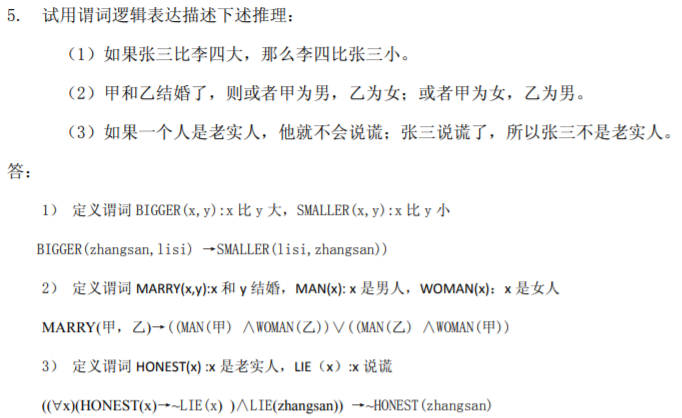 5. 试用谓词逻辑表达描述下述推理：
（1）如果张三比李四大，那么李四比张三小。
（2）甲和乙结婚了，则或者甲为男，乙为女；或者甲为女，乙为男。
（3）如果一个人是老实人，他就不会说谎；张三说谎了，所以张三不是老实人。
答：
1） 定义谓词 BIGGER(x,y):x 比 y 大，SMALLER(x,y):x 比 y 小
BIGGER(zhangsan,lisi) →SMALLER(lisi,zhangsan))
2） 定义谓词 MARRY(x,y):x 和 y 结婚，MAN(x): x 是男人，WOMAN(x)：x 是女人
MARRY(甲，乙)→((MAN(甲) ∧WOMAN(乙))∨((MAN(乙) ∧WOMAN(甲))
3） 定义谓词 HONEST(x) :x 是老实人，LIE（x）:x 说谎
((∀x)(HONEST(x)→~LIE(x) )∧LIE(zhangsan)) →~HONEST(zhangsan)